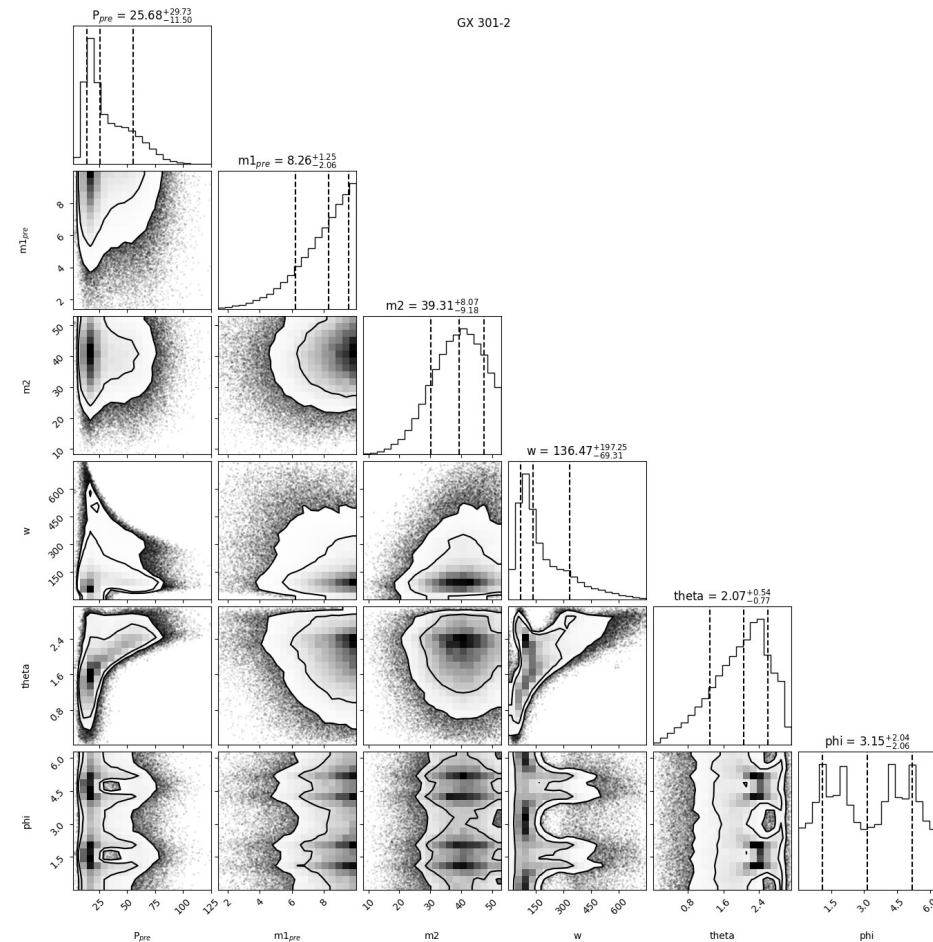 GX 301-2
P_pre = 25.68^{+29.73}_{-11.50}
m1_pre = 8.26^{+1.25}_{-2.06}
8
6
4
2
m1_pre
m2 = 39.31^{+8.07}_{-9.18}
50
40
30
20
10
m2
w = 136.47^{+197.25}_{-69.31}
600
450
300
150
w
theta = 2.07^{+0.54}_{-0.77}
2.4
1.6
0.8
theta
phi = 3.15^{+2.04}_{-2.06}
6.0
4.5
3.0
1.5
phi
25 50 75 100 125 2 4 6 8 10 20 30 40 50 150 300 450 600 0.8 1.6 2.4 1.5 3.0 4.5 6.0
P_pre m1_pre m2 w theta phi